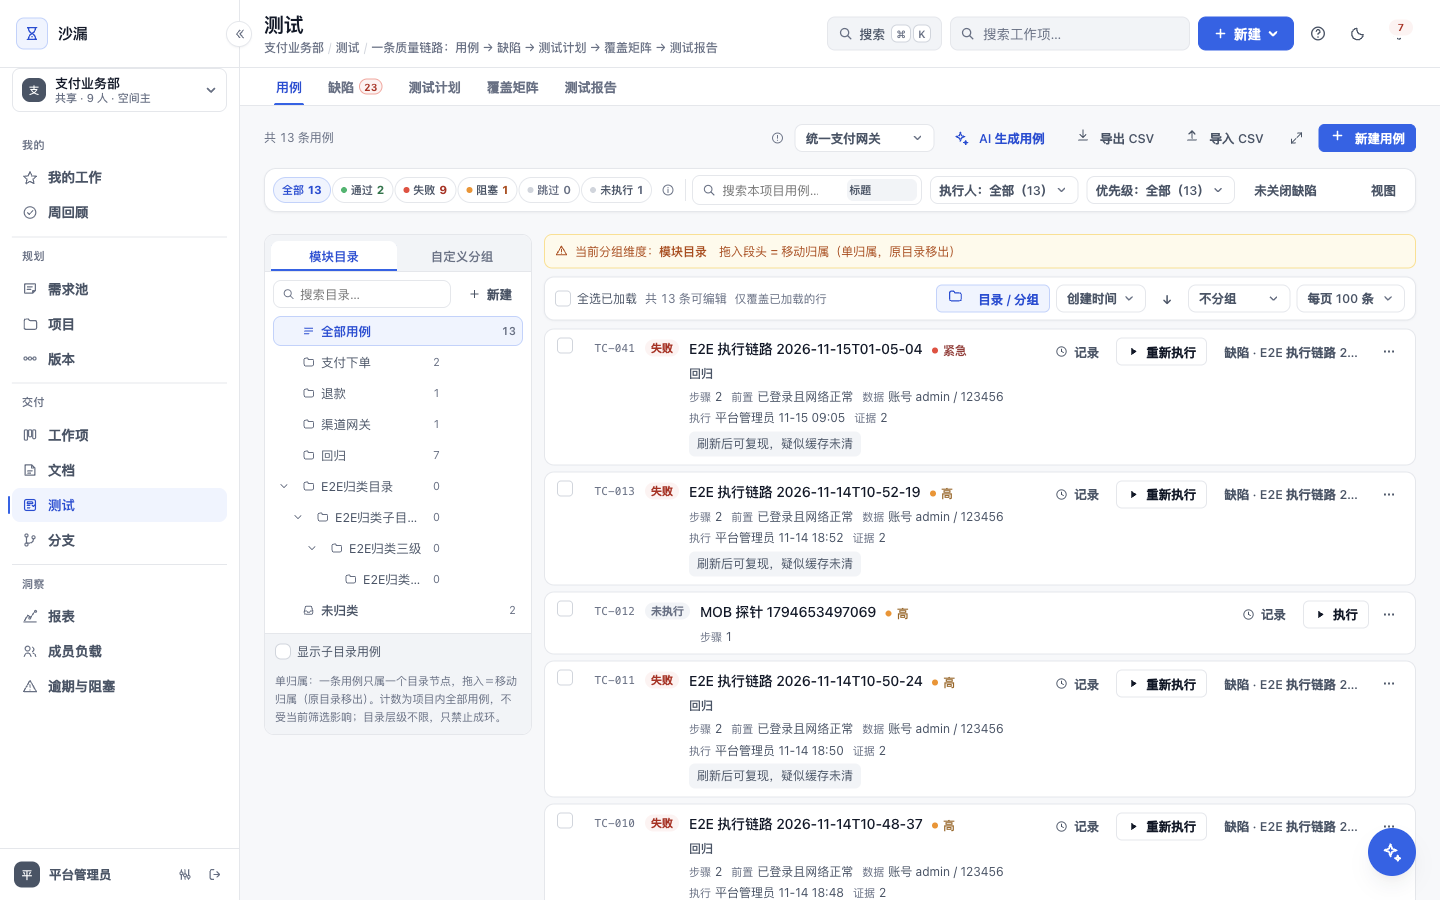 沙漏
测试
支付业务部 / 测试 / 一条质量链路：用例 → 缺陷 → 测试计划 → 覆盖矩阵 → 测试报告
搜索 ⌘ K
搜索工作项...
+ 新建
7
支
支付业务部
共享 · 9 人 · 空间主
用例
缺陷 23
测试计划
覆盖矩阵
测试报告
我的
我的工作
周回顾
规划
需求池
项目
版本
交付
工作项
文档
测试
分支
洞察
报表
成员负载
逾期与阻塞
平
平台管理员
共 13 条用例
统一支付网关
AI 生成用例
导出 CSV
导入 CSV
+ 新建用例
全部 13
通过 2
失败 9
阻塞 1
跳过 0
未执行 1
搜索本项目用例...
标题
执行人：全部（13）
优先级：全部（13）
未关闭缺陷
视图
模块目录
自定义分组
搜索目录...
+ 新建
全部用例 13
支付下单 2
退款 1
渠道网关 1
回归 7
E2E归类目录 0
E2E归类子目... 0
E2E归类三级 0
E2E归类... 0
未归类 2
显示子目录用例
单归属：一条用例只属一个目录节点，拖入＝移动
归属（原目录移出）。计数为项目内全部用例，不
受当前筛选影响；目录层级不限，只禁止成环。
当前分组维度：模块目录 拖入段头 = 移动归属（单归属，原目录移出）
全选已加载 共 13 条可编辑 仅覆盖已加载的行
目录 / 分组
创建时间
↓
不分组
每页 100 条
TC-041 失败 E2E 执行链路 2026-11-15T01-05-04 紧急
记录 重新执行 缺陷 · E2E 执行链路 2... ···
回归
步骤 2 前置 已登录且网络正常 数据 账号 admin / 123456
执行 平台管理员 11-15 09:05 证据 2
刷新后可复现，疑似缓存未清
TC-013 失败 E2E 执行链路 2026-11-14T10-52-19 高
记录 重新执行 缺陷 · E2E 执行链路 2... ···
步骤 2 前置 已登录且网络正常 数据 账号 admin / 123456
执行 平台管理员 11-14 18:52 证据 2
刷新后可复现，疑似缓存未清
TC-012 未执行 MOB 探针 1794653497069 高
记录 执行 ···
步骤 1
TC-011 失败 E2E 执行链路 2026-11-14T10-50-24 高
记录 重新执行 缺陷 · E2E 执行链路 2... ···
回归
步骤 2 前置 已登录且网络正常 数据 账号 admin / 123456
执行 平台管理员 11-14 18:50 证据 2
刷新后可复现，疑似缓存未清
TC-010 失败 E2E 执行链路 2026-11-14T10-48-37 高
记录 重新执行 缺陷 · E2E 执行链路 2... ···
回归
步骤 2 前置 已登录且网络正常 数据 账号 admin / 123456
执行 平台管理员 11-14 18:48 证据 2